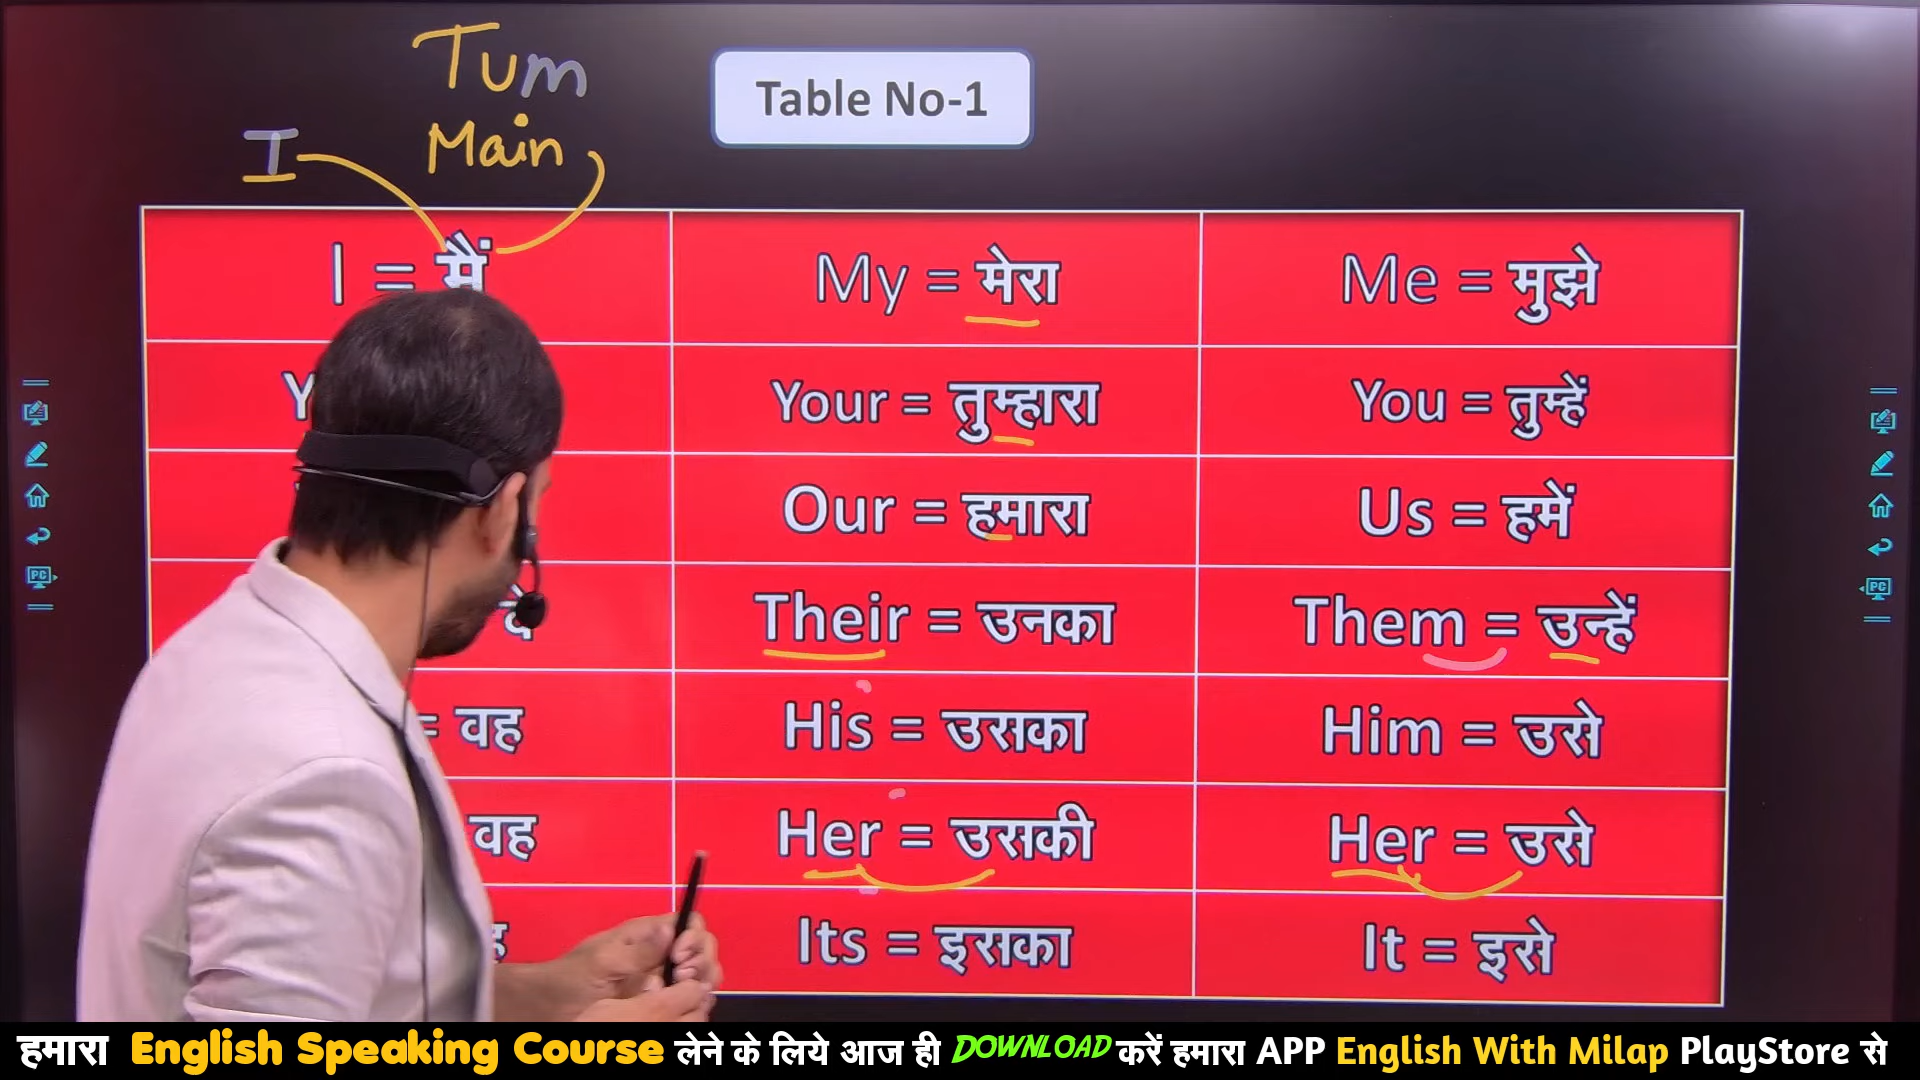 Tum
Table No-1
I
Main
I = मैं
My = मेरा
Me = मुझे
Your = तुम्हारा
You = तुम्हें
Our = हमारा
Us = हमें
Their = उनका
Them = उन्हें
= वह
His = उसका
Him = उसे
वह
Her = उसकी
Her = उसे
Its = इसका
It = इसे
PC
PC
हमारा English Speaking Course लेने के लिये आज ही DOWNLOAD करें हमारा APP English With Milap PlayStore से